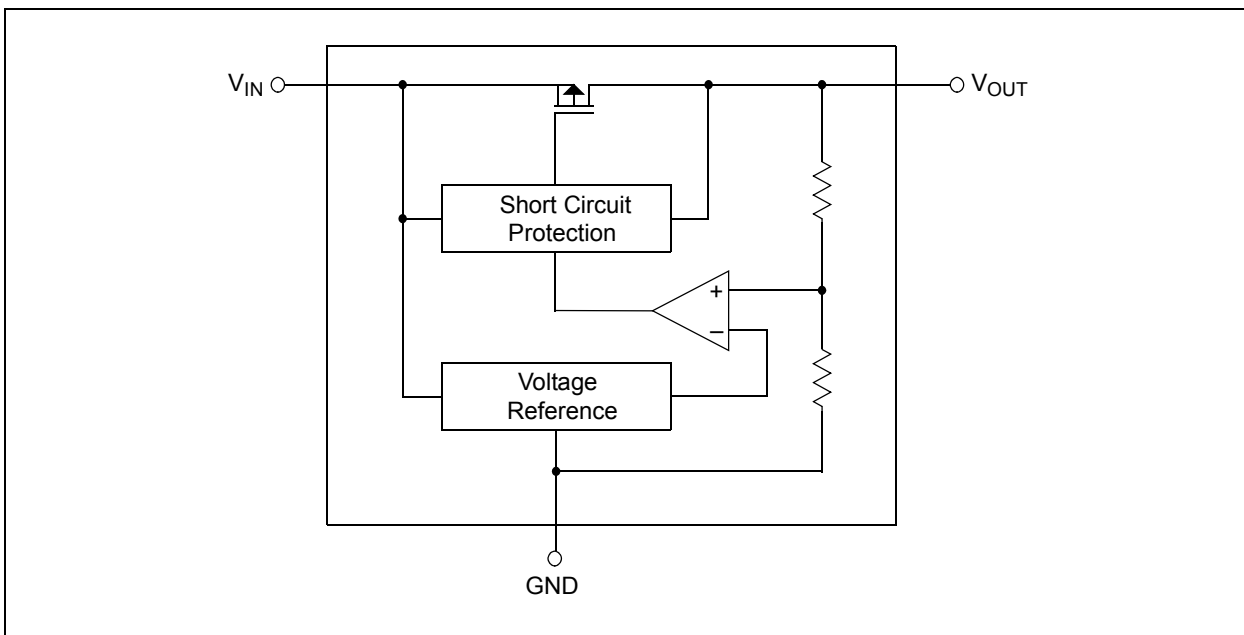 V_IN
V_OUT
Short Circuit
Protection
+
–
Voltage
Reference
GND